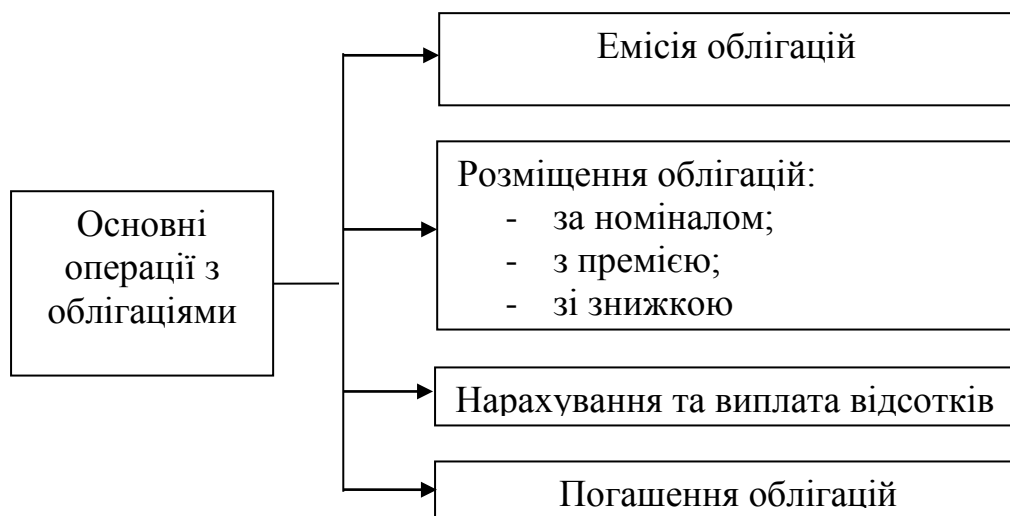 Емісія облігацій
Розміщення облігацій:
- за номіналом;
- з премією;
- зі знижкою
Основні
операції з
облігаціями
Нарахування та виплата відсотків
Погашення облігацій